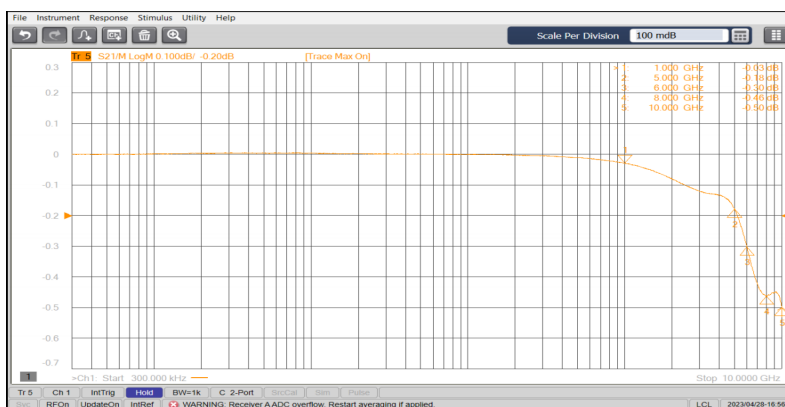 File Instrument Response Stimulus Utility Help
Scale Per Division 100 mdB
Tr 5 S21/M LogM 0.100dB/ -0.20dB [Trace Max On]
0.3
0.2
0.1
0
-0.1
-0.2
-0.3
-0.4
-0.5
-0.6
-0.7
> 1: 1.000 GHz -0.03 dB
2: 5.000 GHz -0.18 dB
3: 6.000 GHz -0.30 dB
4: 8.000 GHz -0.46 dB
5: 10.000 GHz -0.50 dB
1
2
3
4
5
1 >Ch1: Start 300.000 kHz Stop 10.0000 GHz
Tr 5 Ch 1 IntTrig Hold BW=1k C 2-Port SrcCal Sim Pulse
RFOn UpdateOn IntRef WARNING: Receiver A ADC overflow. Restart averaging if applied. LCL 2023/04/28-16:56